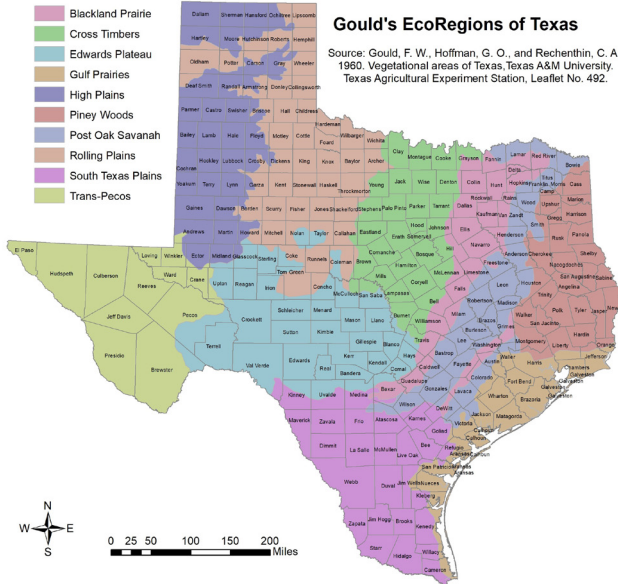 Gould's EcoRegions of Texas
Source: Gould, F. W., Hoffman, G. O., and Rechenthin, C. A
1960. Vegetational areas of Texas,Texas A&M University.
Texas Agricultural Experiment Station, Leaflet No. 492.
Blackland Prairie
Cross Timbers
Edwards Plateau
Gulf Prairies
High Plains
Piney Woods
Post Oak Savanah
Rolling Plains
South Texas Plains
Trans-Pecos
Dallam Sherman Hansford Ochiltree Lipscomb
Hartley Moore Hutchinson Roberts Hemphill
Oldham Potter Carson Gray Wheeler
Deaf Smith Randall Armstrong Donley Collingsworth
Parmer Castro Swisher Briscoe Hall Childress
Hardeman
Bailey Lamb Hale Floyd Motley Cottle Foard Wilbarger Wichita
Clay Montague Cooke Grayson Fannin Lamar Red River Bowie
Cochran Hockley Lubbock Crosby Dickens King Knox Baylor Archer
Jack Wise Denton Collin Hunt Delta Hopkins Franklin Titus Morris Cass
Yoakum Terry Lynn Garza Kent Stonewall Haskell Throckmorton Young
Palo Pinto Parker Tarrant Dallas Rockwall Kaufman Rains Van Zandt Wood Camp Upshur Marion
Gaines Dawson Borden Scurry Fisher Jones Shackelford Stephens
Hood Johnson Ellis Henderson Smith Gregg Harrison
Andrews Martin Howard Mitchell Nolan Taylor Callahan Eastland Erath Somervell
Bosque Hill Navarro Anderson Cherokee Rusk Panola
El Paso Hudspeth Culberson Loving Winkler Ector Midland Glasscock Sterling Coke Runnels Coleman Brown Comanche
Hamilton McLennan Limestone Freestone Shelby
Reeves Ward Crane Upton Reagan Irion Tom Green Concho McCulloch San Saba Mills Lampasas Coryell Falls Leon Houston
Nacogdoches San Augustine Sabine Angelina Trinity
Jeff Davis Pecos Crockett Schleicher Menard Mason Llano Burnet Bell Milam Robertson Madison Walker Polk Tyler Jasper
Presidio Brewster Terrell Sutton Kimble Gillespie Blanco Travis Williamson Burleson Brazos Grimes San Jacinto Hardin
Val Verde Edwards Real Kerr Kendall Bandera Comal Hays Caldwell Bastrop Lee Washington Austin Waller Montgomery Liberty Orange
Kinney Uvalde Medina Bexar Guadalupe Gonzales Fayette Colorado Fort Bend Harris Chambers Jefferson
Maverick Zavala Frio Atascosa Wilson Karnes DeWitt Lavaca Wharton Brazoria Galveston
Dimmit La Salle McMullen Live Oak Bee Goliad Victoria Jackson Matagorda Calhoun
Webb Duval Jim Wells Nueces San Patricio Refugio Aransas
Kleberg
Zapata Jim Hogg Brooks Kenedy
Starr Hidalgo Willacy
Cameron
N
W E
S
0 25 50 100 150 200
Miles